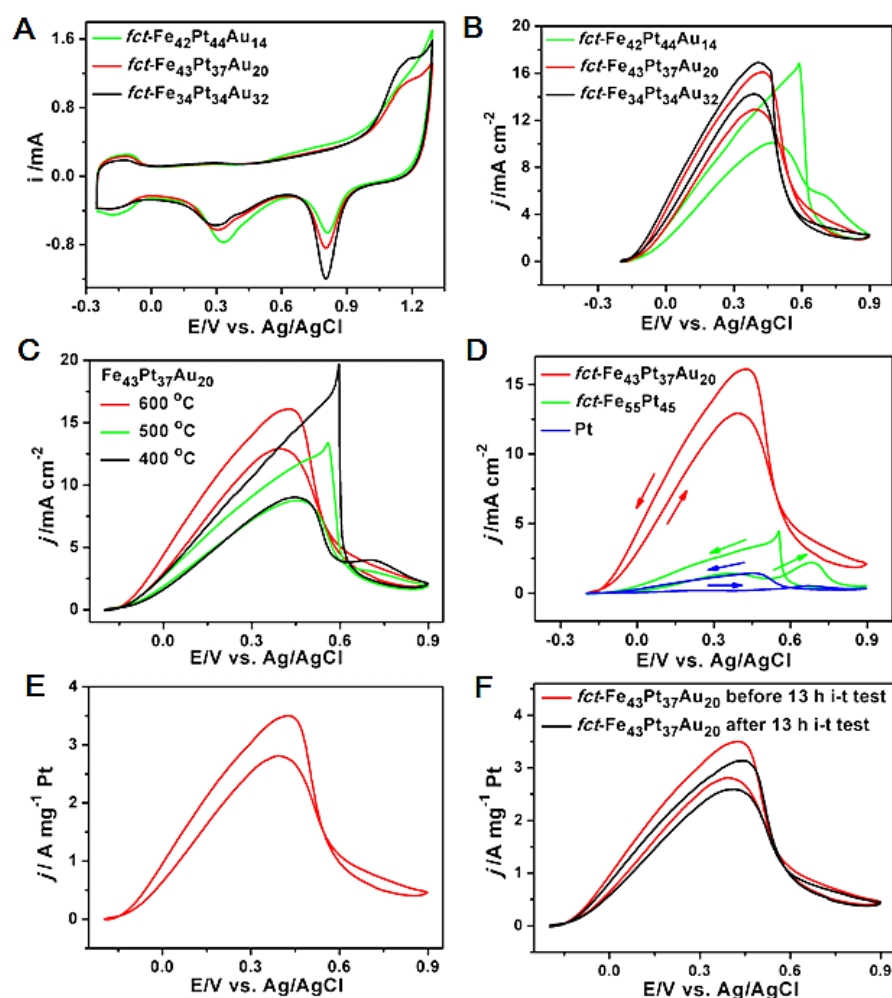 A
fct-Fe42Pt44Au14
fct-Fe43Pt37Au20
fct-Fe34Pt34Au32
i /mA
1.6
0.8
0.0
-0.8
-0.3 0.0 0.3 0.6 0.9 1.2
E/V vs. Ag/AgCl
B
fct-Fe42Pt44Au14
fct-Fe43Pt37Au20
fct-Fe34Pt34Au32
j /mA cm-2
20
16
12
8
4
0
-0.3 0.0 0.3 0.6 0.9
E/V vs. Ag/AgCl
C
Fe43Pt37Au20
600 oC
500 oC
400 oC
j/mA cm-2
20
15
10
5
0
0.0 0.3 0.6 0.9
E/V vs. Ag/AgCl
D
fct-Fe43Pt37Au20
fct-Fe55Pt45
Pt
j/mA cm-2
15
10
5
0
-0.3 0.0 0.3 0.6 0.9
E/V vs. Ag/AgCl
E
j/ A mg-1 Pt
4
3
2
1
0
0.0 0.3 0.6 0.9
E/V vs. Ag/AgCl
F
fct-Fe43Pt37Au20 before 13 h i-t test
fct-Fe43Pt37Au20 after 13 h i-t test
j/A mg-1 Pt
4
3
2
1
0
0.0 0.3 0.6 0.9
E/V vs. Ag/AgCl